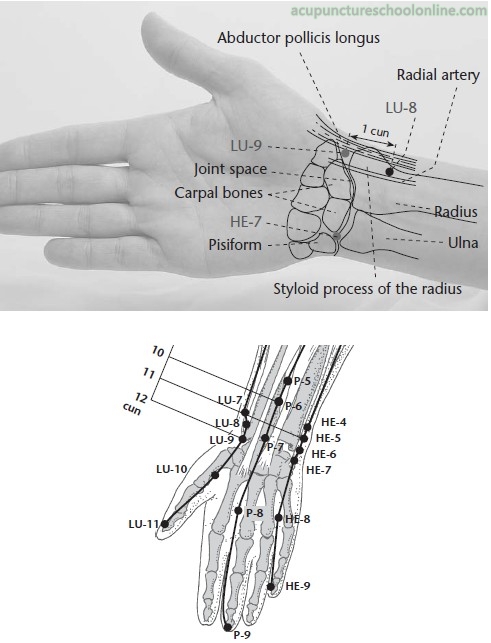 acupunctureschoolonline.com
Abductor pollicis longus
Radial artery
LU-8
1 cun
LU-9
Joint space
Carpal bones
HE-7
Pisiform
Radius
Ulna
Styloid process of the radius
10
11
12
cun
P-5
LU-7
P-6
LU-8
HE-4
LU-9
HE-5
P-7
HE-6
HE-7
LU-10
P-8
HE-8
LU-11
HE-9
P-9